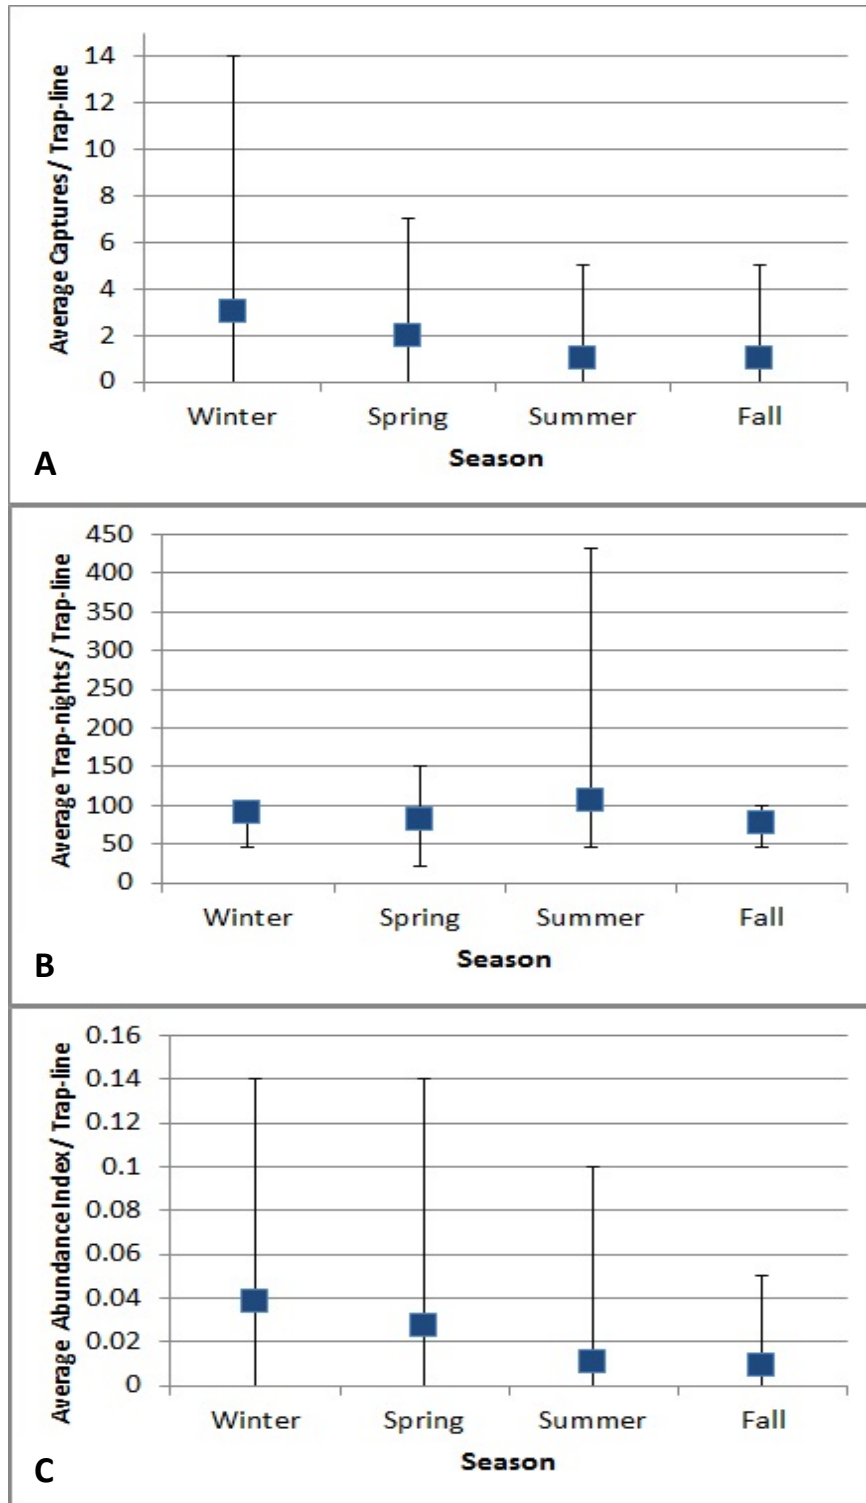 Average Captures / Trap-line
14
12
10
8
6
4
2
0
Winter Spring Summer Fall
Season
A
Average Trap-nights / Trap-line
450
400
350
300
250
200
150
100
50
0
Winter Spring Summer Fall
Season
B
Average Abundance Index / Trap-line
0.16
0.14
0.12
0.1
0.08
0.06
0.04
0.02
0
Winter Spring Summer Fall
Season
C